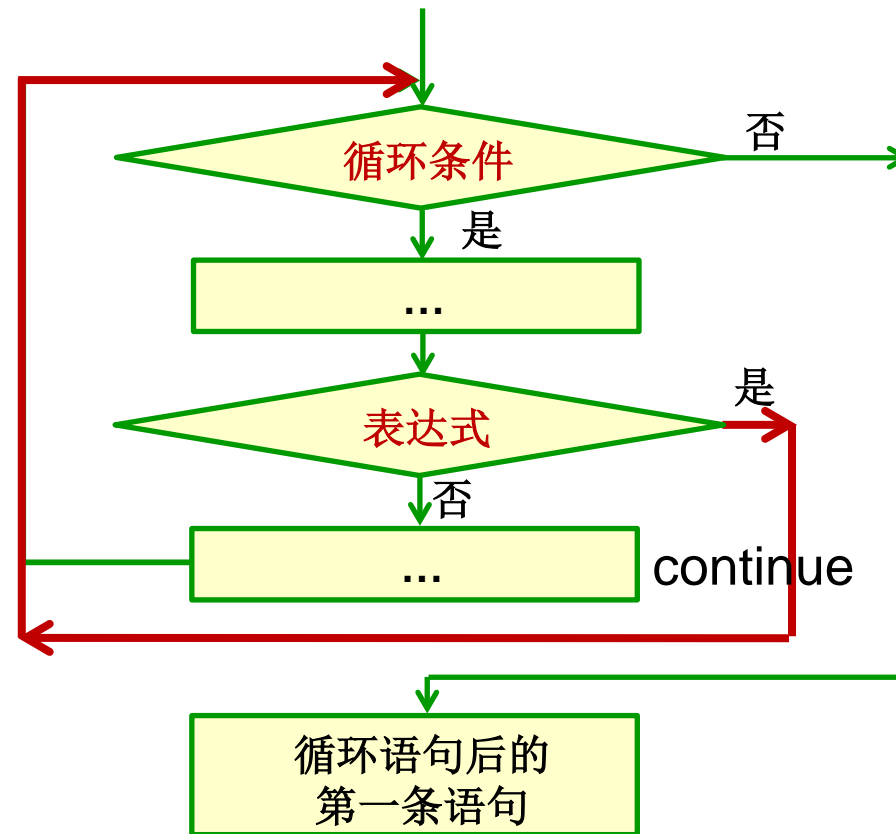 否
循环条件
是
...
是
表达式
否
...
continue
循环语句后的
第一条语句